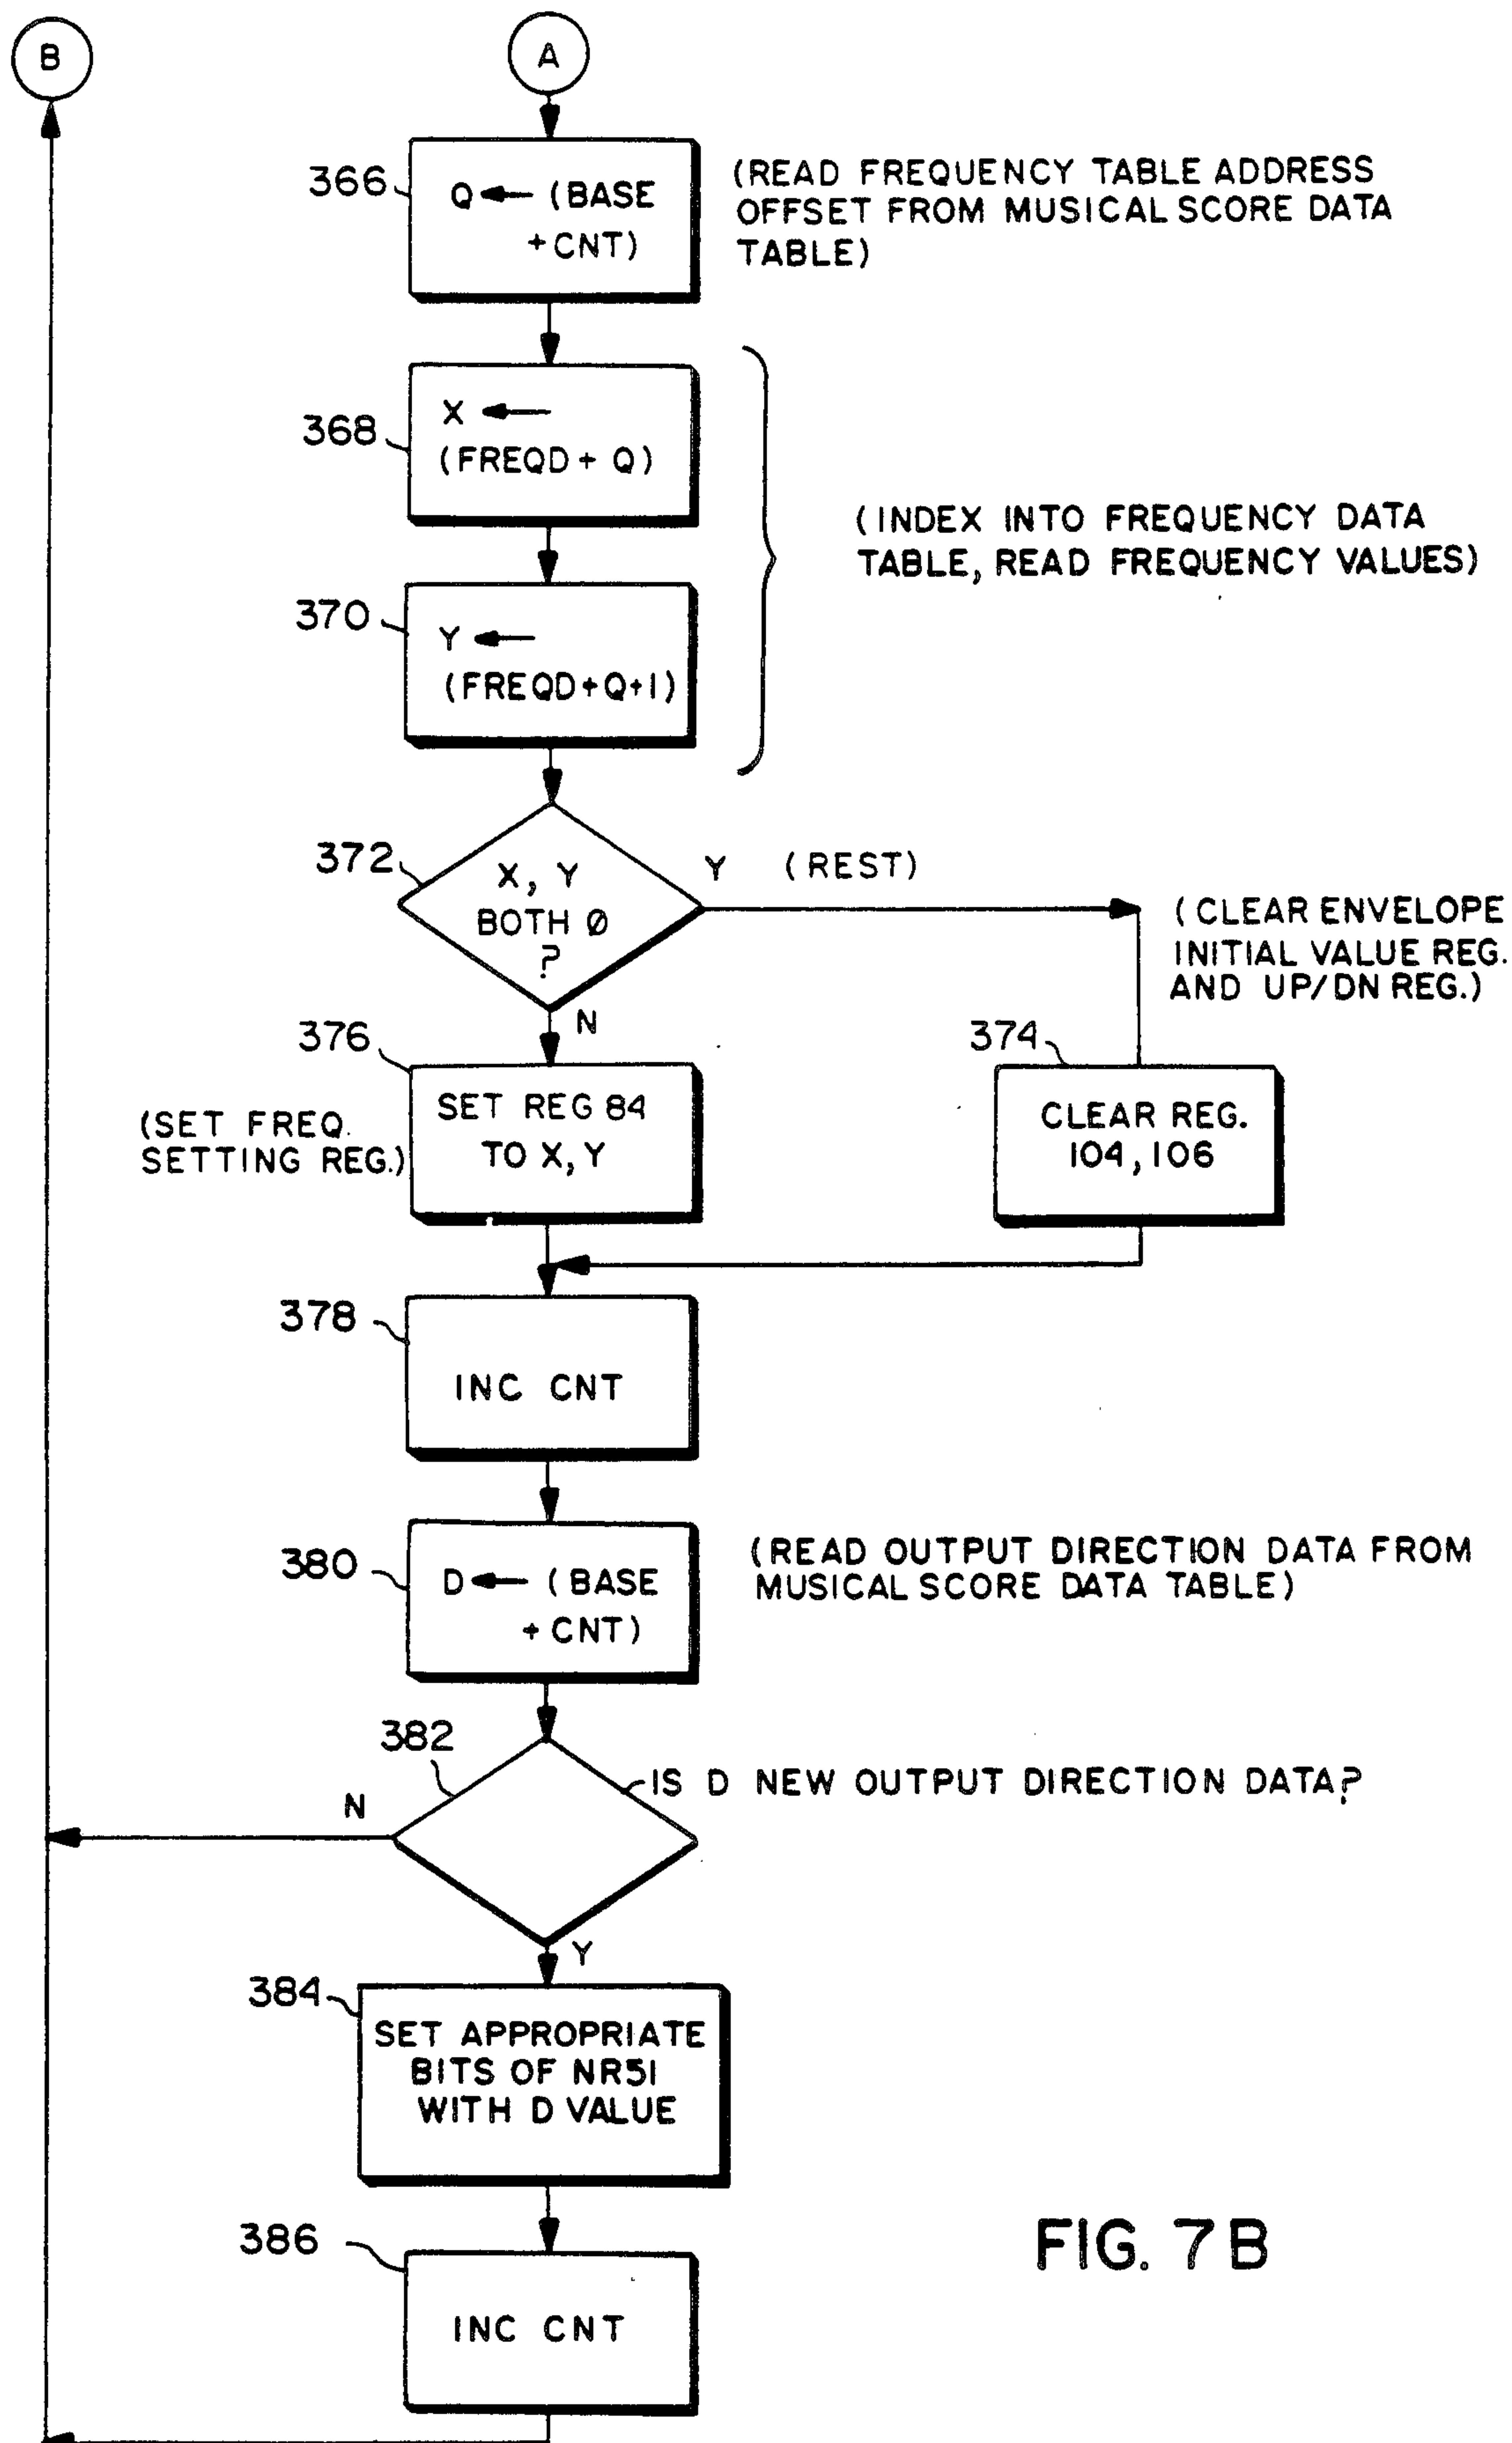 B
A
366
Q ← (BASE
+ CNT)
(READ FREQUENCY TABLE ADDRESS
OFFSET FROM MUSICAL SCORE DATA
TABLE)
368
X ←
(FREQD + Q)
370
Y ←
(FREQD+Q+1)
(INDEX INTO FREQUENCY DATA
TABLE, READ FREQUENCY VALUES)
372
X, Y
BOTH Ø
?
Y (REST)
N
(CLEAR ENVELOPE
INITIAL VALUE REG.
AND UP/DN REG.)
374
CLEAR REG.
104, 106
376
SET REG 84
TO X, Y
(SET FREQ.
SETTING REG.)
378
INC CNT
380
D ← (BASE
+ CNT)
(READ OUTPUT DIRECTION DATA FROM
MUSICAL SCORE DATA TABLE)
382
IS D NEW OUTPUT DIRECTION DATA?
N
Y
384
SET APPROPRIATE
BITS OF NR51
WITH D VALUE
386
INC CNT
FIG. 7B